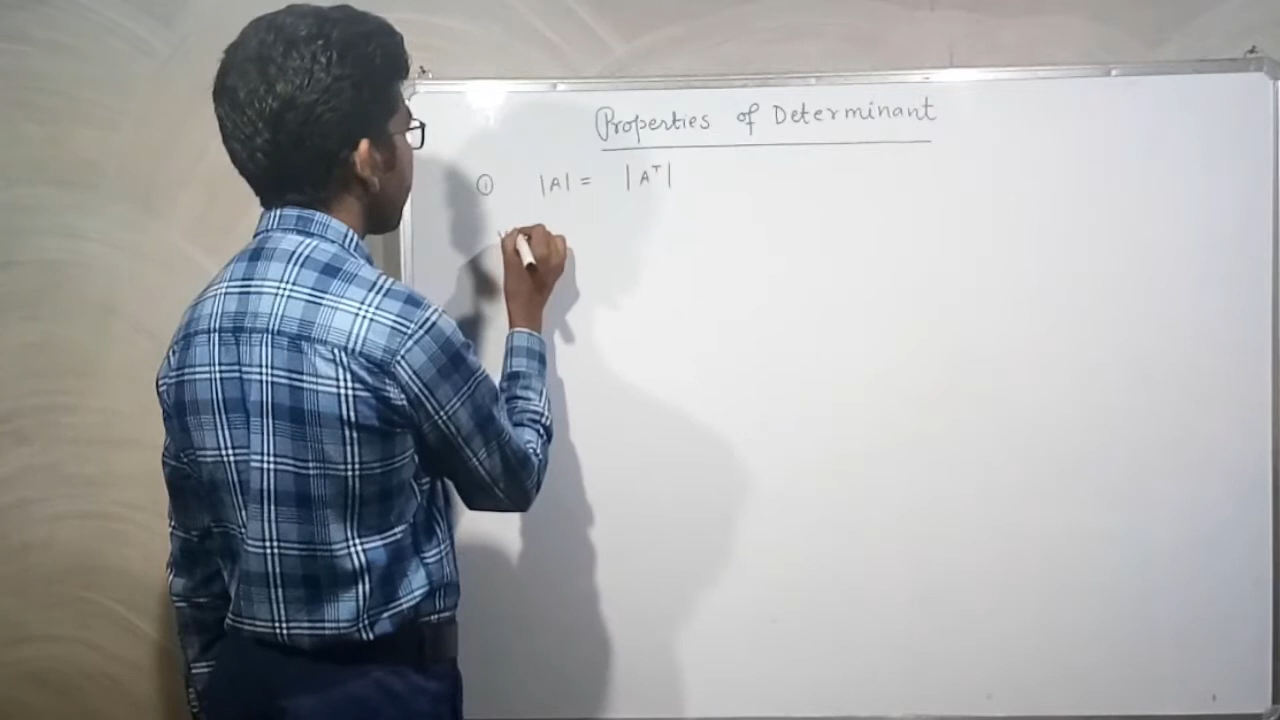 Properties of Determinant
① |A| = |Aᵀ|